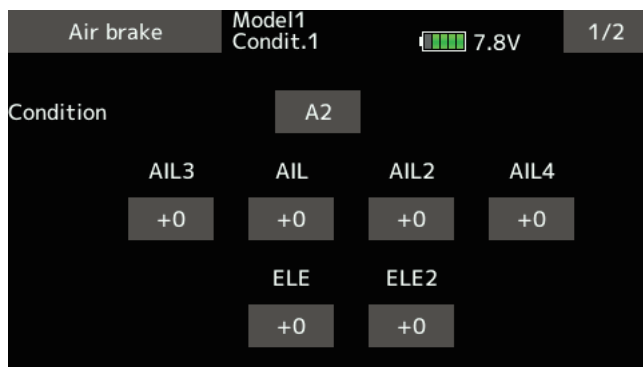 Air brake
Model1
Condit.1
7.8V
1/2
Condition A2
AIL3 AIL AIL2 AIL4
+0 +0 +0 +0
ELE ELE2
+0 +0